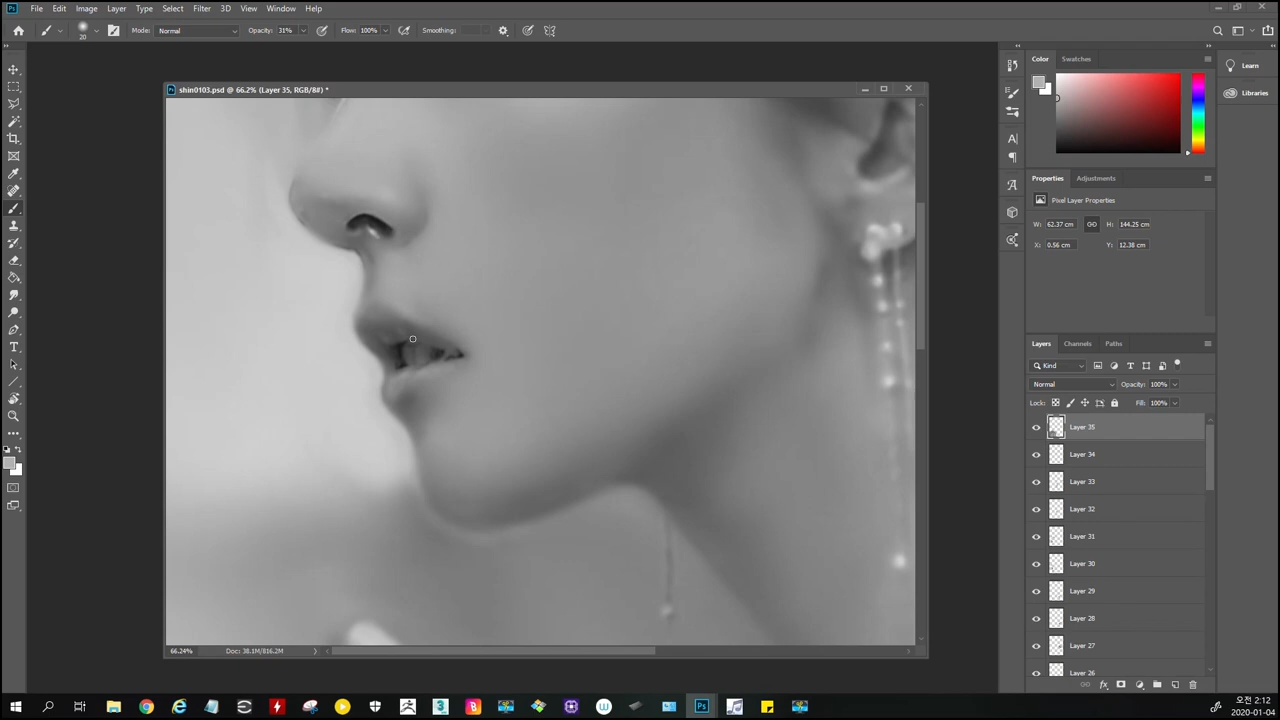 Ps File Edit Image Layer Type Select Filter 3D View Window Help
20 Mode: Normal Opacity: 31% Flow: 100% Smoothing:
shin0103.psd @ 66.2% (Layer 35, RGB/8#) *
Color Swatches
Learn
Libraries
Properties Adjustments
Pixel Layer Properties
W: 62.37 cm H: 144.25 cm
X: 0.56 cm Y: 12.38 cm
Layers Channels Paths
Kind
Normal Opacity: 100%
Lock: Fill: 100%
Layer 35
Layer 34
Layer 33
Layer 32
Layer 31
Layer 30
Layer 29
Layer 28
Layer 27
Layer 26
66.24% Doc: 38.1M/816.2M
오전 2:12
2020-01-04